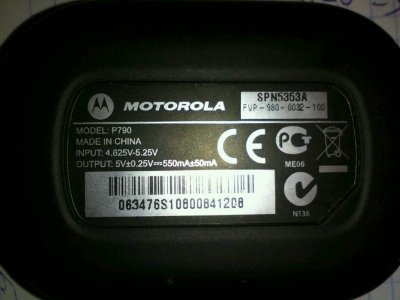 MOTOROLA
SPN5353A
FVP-980-0032-100
MODEL: P790
MADE IN CHINA
INPUT: 4.625V-5.25V
OUTPUT: 5V±0.25V⎓550mA±50mA
CE
ME06
063476S10800841208
N136